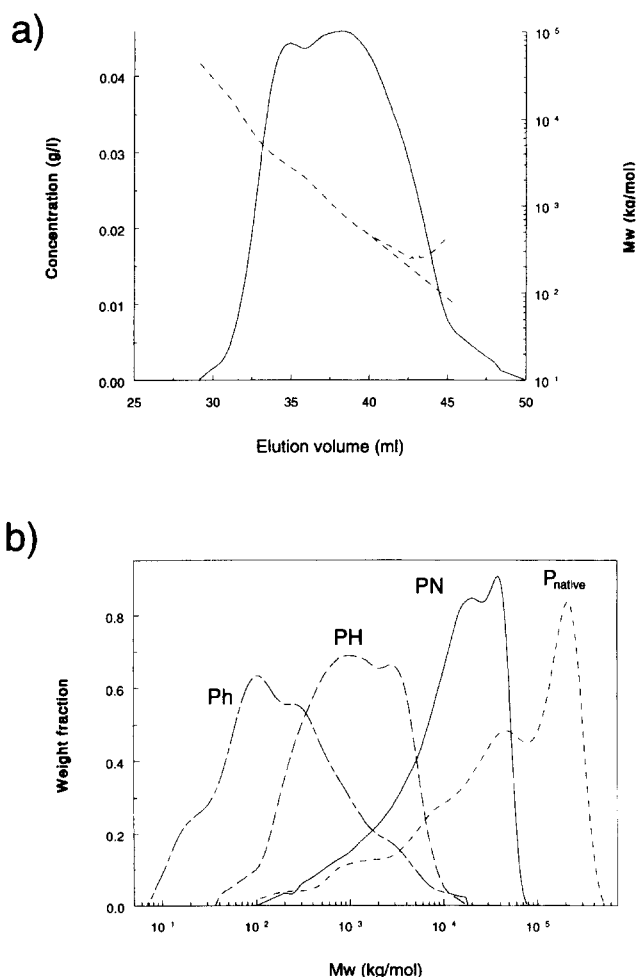 a)
Concentration (g/l)
0.04
0.03
0.02
0.01
0.00
10^5
10^4
10^3
10^2
10^1
Mw (kg/mol)
25 30 35 40 45 50
Elution volume (ml)
b)
Weight fraction
0.8
0.6
0.4
0.2
0.0
Ph
PH
PN
P_native
10^1 10^2 10^3 10^4 10^5
Mw (kg/mol)